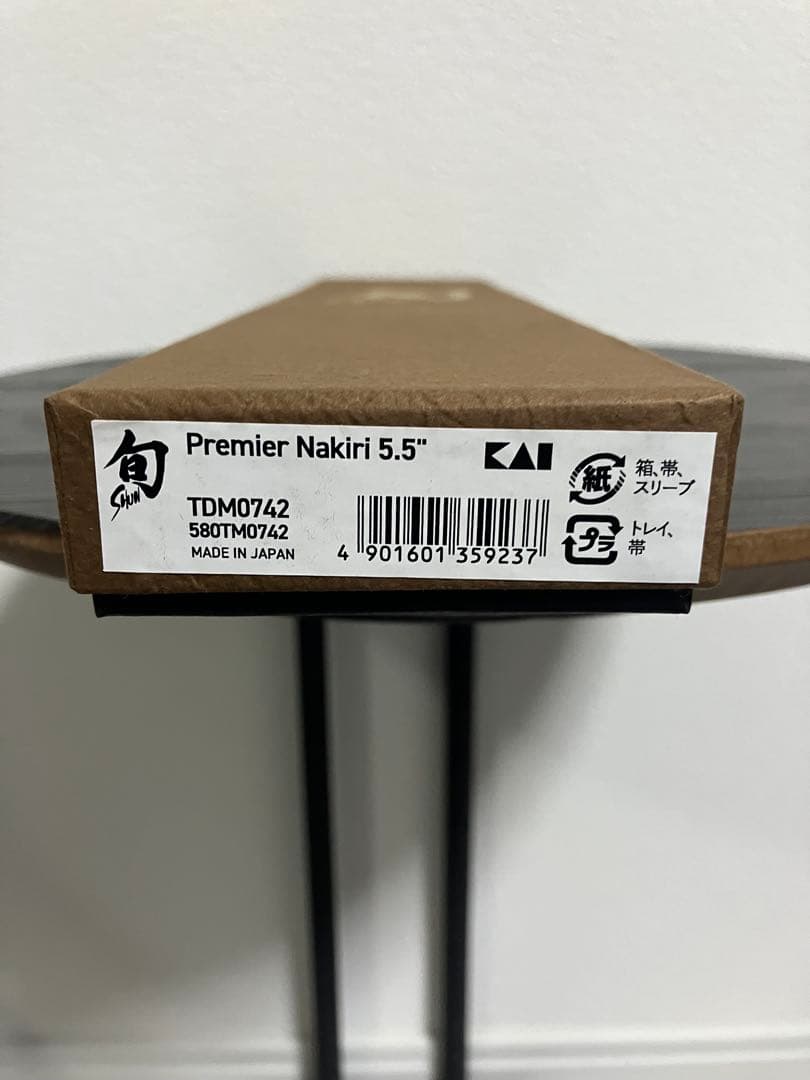 旬
Shun
Premier Nakiri 5.5"
KAI
TDM0742
580TM0742
MADE IN JAPAN
4 901601 359237
紙
箱、帯、
スリーブ
プラ
トレイ、
帯